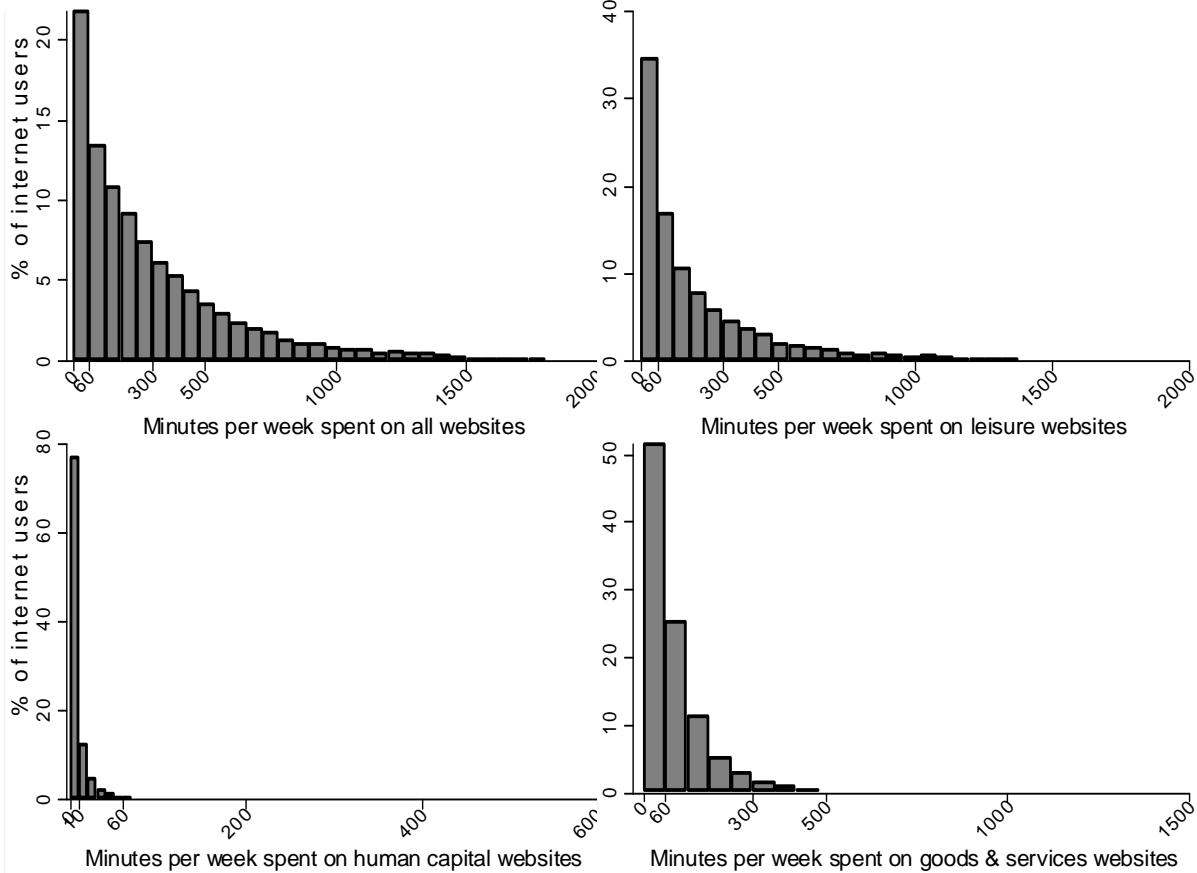 % of internet users
20
15
10
5
0
0 60 300 500 1000 1500 2000
Minutes per week spent on all websites
40
30
20
10
0
0 60 300 500 1000 1500 2000
Minutes per week spent on leisure websites
% of internet users
80
60
40
20
0
0 10 60 200 400 600
Minutes per week spent on human capital websites
50
40
30
20
10
0
0 60 300 500 1000 1500
Minutes per week spent on goods & services websites